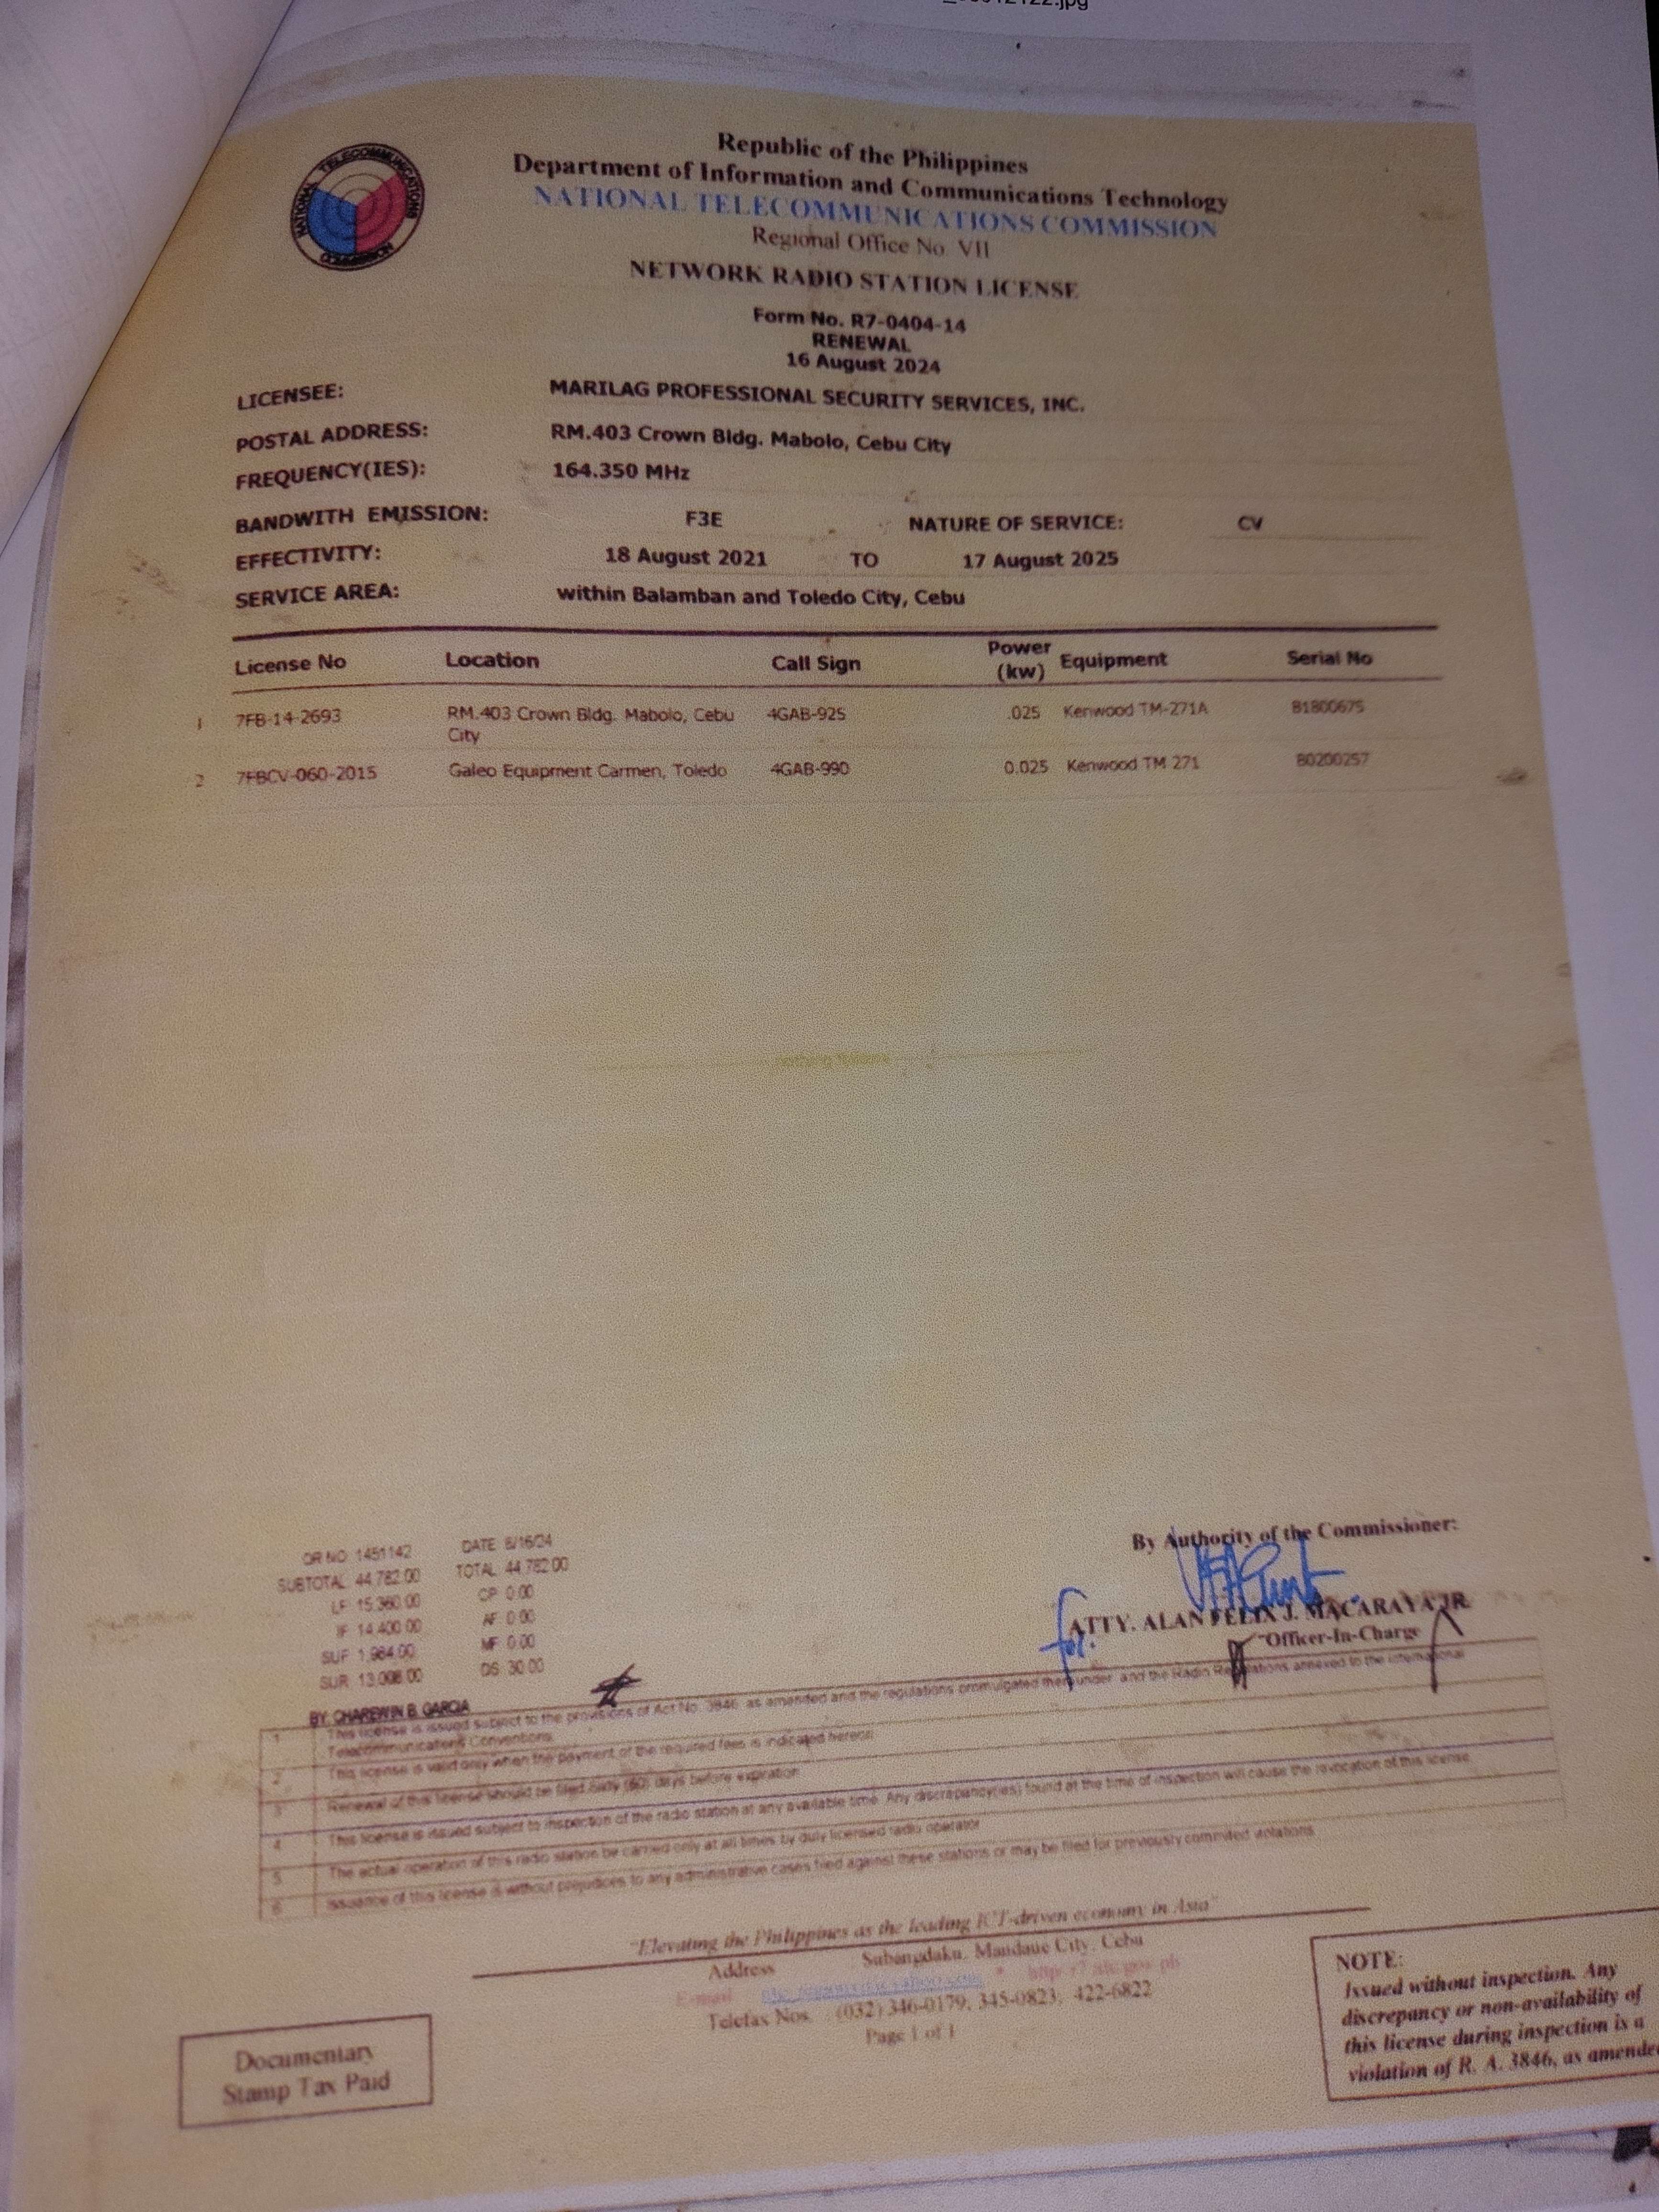 Republic of the Philippines
Department of Information and Communications Technology
NATIONAL TELECOMMUNICATIONS COMMISSION
NATIONAL TELECOMMUNICATIONS COMMISSION
Regional Office No. VII
NETWORK RADIO STATION LICENSE
Form No. R7-0404-14
RENEWAL
16 August 2024
LICENSEE: MARILAG PROFESSIONAL SECURITY SERVICES, INC.
POSTAL ADDRESS: RM.403 Crown Bldg. Mabolo, Cebu City
FREQUENCY(IES): 164.350 MHz
BANDWITH EMISSION: F3E NATURE OF SERVICE: CV
EFFECTIVITY: 18 August 2021 TO 17 August 2025
SERVICE AREA: within Balamban and Toledo City, Cebu
License No Location Call Sign Power (kw) Equipment Serial No
1 7FB-14-2693 RM.403 Crown Bldg. Mabolo, Cebu City 4GAB-925 .025 Kenwood TM-271A B1800675
2 7FBCV-060-2015 Galeo Equipment Carmen, Toledo 4GAB-990 0.025 Kenwood TM 271 B0200257
nothing follows
OR NO. 1451142 DATE 8/16/24
SUBTOTAL 44,782.00 TOTAL 44,782.00
LF 15,360.00 CP 0.00
IF 14,400.00 AF 0.00
SUF 1,984.00 MF 0.00
SUR 13,008.00 DS 30.00
BY: CHAREWIN B. GARCIA
By Authority of the Commissioner:
for:
ATTY. ALAN FELIX J. MACARAYA JR
Officer-In-Charge
1 This license is issued subject to the provisions of Act No. 3846, as amended and the regulations promulgated thereunder and the Radio Regulations annexed to the International
Telecommunications Conventions
2 This license is valid only when the payment of the required fees is indicated hereon
3 Renewal of this license should be filed sixty (60) days before expiration
4 This license is issued subject to inspection of the radio station at any available time. Any discrepancy(ies) found at the time of inspection will cause the revocation of this license
5 The actual operation of this radio station be carried only at all times by duly licensed radio operator
6 Issuance of this license is without prejudices to any administrative cases filed against these stations or may be filed for previously commited violations
"Elevating the Philippines as the leading ICT-driven economy in Asia"
Address Subangdaku, Mandaue City, Cebu
E-mail
Telefax Nos. (032) 346-0179, 345-0823, 422-6822
Page 1 of 1
Documentary
Stamp Tax Paid
NOTE:
Issued without inspection. Any
discrepancy or non-availability of
this license during inspection is a
violation of R. A. 3846, as amended